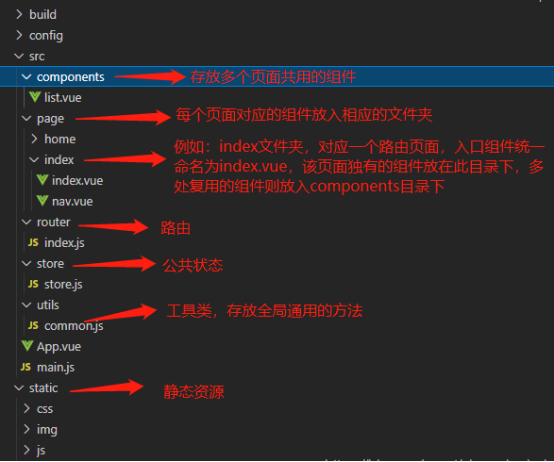 build
config
src
components 存放多个页面共用的组件
list.vue
page 每个页面对应的组件放入相应的文件夹
home
例如：index文件夹，对应一个路由页面，入口组件统一
index 命名为index.vue，该页面独有的组件放在此目录下，多
index.vue 处复用的组件则放入components目录下
nav.vue
router 路由
JS index.js
store 公共状态
JS store.js
utils 工具类，存放全局通用的方法
JS common.js
App.vue
JS main.js
static 静态资源
css
img
js